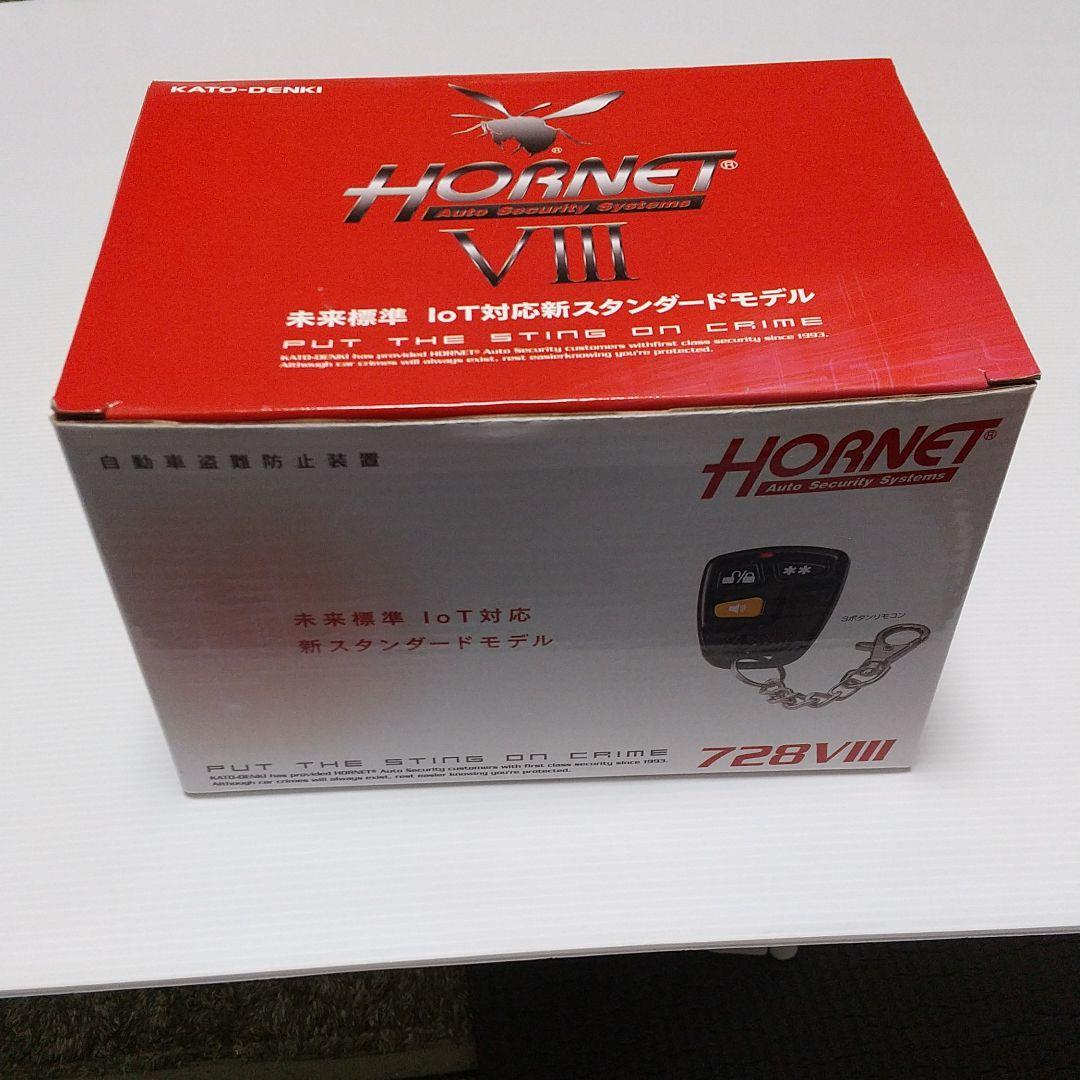 KATO-DENKI
HORNET®
Auto Security Systems
VIII
未来標準 IoT対応新スタンダードモデル
PUT THE STING ON CRIME
KATO-DENKI has provided HORNET® Auto Security customers withfirst class security since 1993.
Although car crimes will always exist, rest easierknowing you're protected.
自動車盗難防止装置
HORNET®
Auto Security Systems
未来標準 IoT対応
新スタンダードモデル
**
3ボタンリモコン
PUT THE STING ON CRIME
KATO-DENKI has provided HORNET® Auto Security customers with first class security since 1993.
Although car crimes will always exist, rest easier knowing you're protected.
728VIII